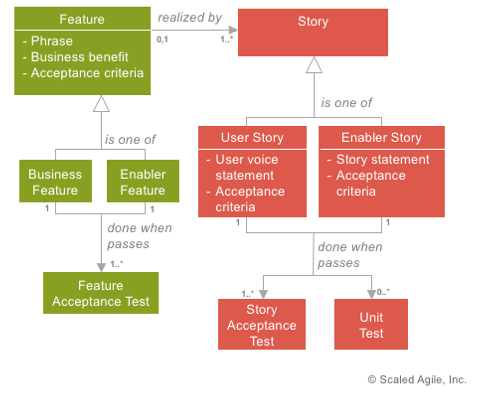 Feature
- Phrase
- Business benefit
- Acceptance criteria
realized by
0,1
1..*
Story
is one of
Business
Feature
Enabler
Feature
1
1
done when
passes
1..*
Feature
Acceptance Test
is one of
User Story
- User voice
statement
- Acceptance
criteria
Enabler Story
- Story statement
- Acceptance
criteria
1
1
done when
passes
1..*
0..*
Story
Acceptance
Test
Unit
Test
© Scaled Agile, Inc.